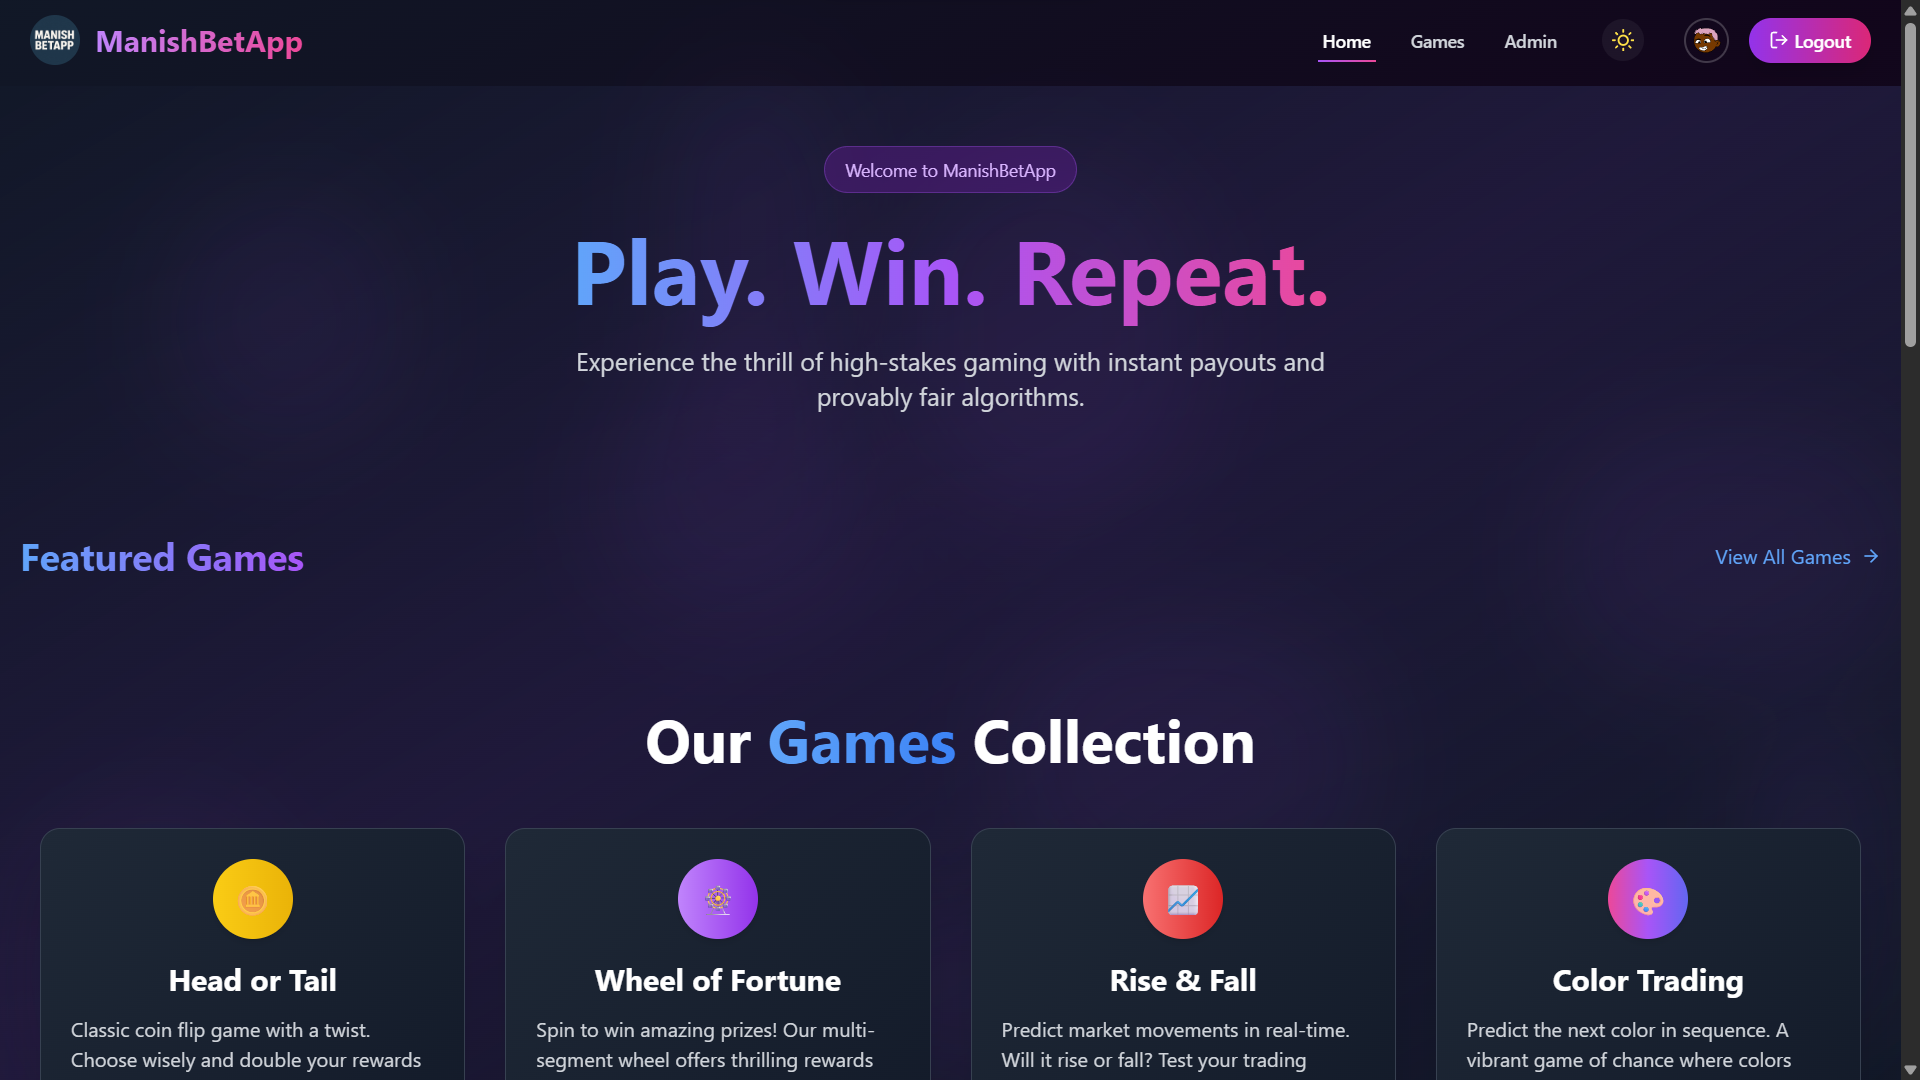 MANISH
BETAPP
ManishBetApp
Home
Games
Admin
Logout
Welcome to ManishBetApp
Play. Win. Repeat.
Experience the thrill of high-stakes gaming with instant payouts and
provably fair algorithms.
Featured Games
View All Games
Our Games Collection
Head or Tail
Classic coin flip game with a twist.
Choose wisely and double your rewards
Wheel of Fortune
Spin to win amazing prizes! Our multi-
segment wheel offers thrilling rewards
Rise & Fall
Predict market movements in real-time.
Will it rise or fall? Test your trading
Color Trading
Predict the next color in sequence. A
vibrant game of chance where colors